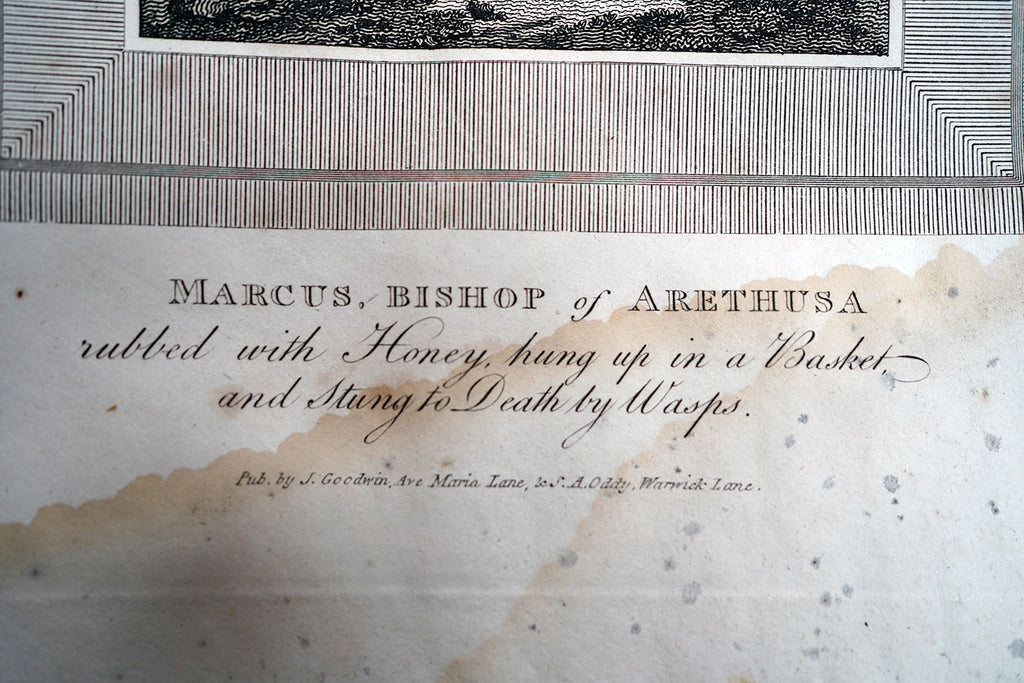 MARCUS, BISHOP of ARETHUSA
rubbed with Honey, hung up in a Basket,
and Stung to Death by Wasps.
Pub. by J. Goodwin, Ave Maria Lane, & S. A. Oddy, Warwick Lane.